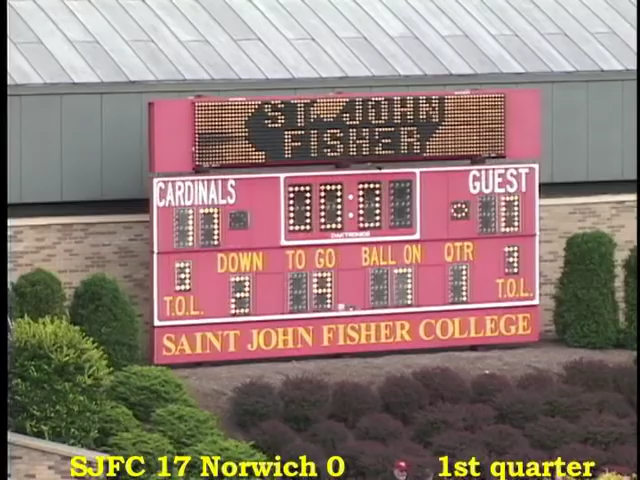 ST. JOHN
FISHER
CARDINALS GUEST
DAKTRONICS
DOWN TO GO BALL ON QTR
T.O.L. T.O.L.
SAINT JOHN FISHER COLLEGE
SJFC 17 Norwich 0 1st quarter